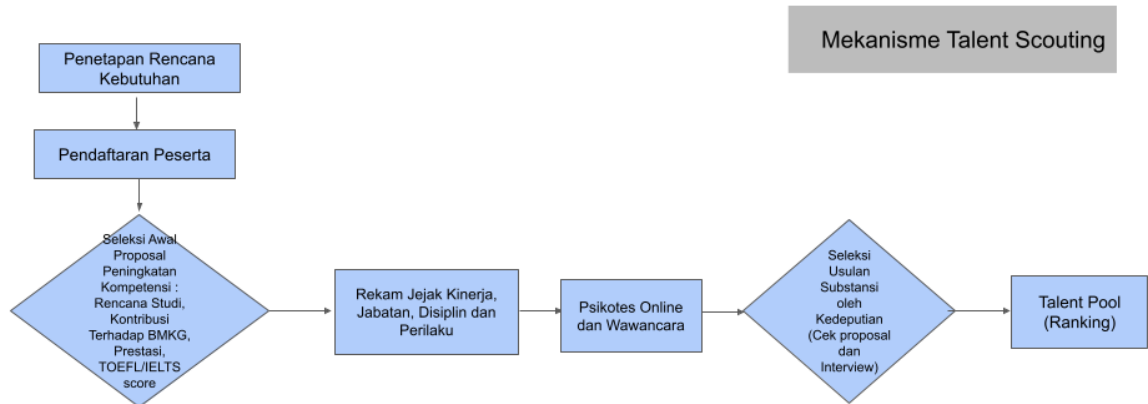 Mekanisme Talent Scouting
Penetapan Rencana
Kebutuhan
Pendaftaran Peserta
Seleksi Awal
Proposal
Peningkatan
Kompetensi :
Rencana Studi,
Kontribusi
Terhadap BMKG,
Prestasi,
TOEFL/IELTS
score
Rekam Jejak Kinerja,
Jabatan, Disiplin dan
Perilaku
Psikotes Online
dan Wawancara
Seleksi
Usulan
Substansi
oleh
Kedeputian
(Cek proposal
dan
Interview)
Talent Pool
(Ranking)